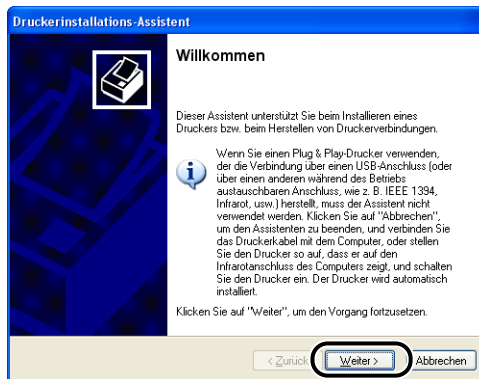 Druckerinstallations-Assistent
Willkommen
Dieser Assistent unterstützt Sie beim Installieren eines
Druckers bzw. beim Herstellen von Druckerverbindungen.
Wenn Sie einen Plug & Play-Drucker verwenden,
der die Verbindung über einen USB-Anschluss (oder
über einen anderen während des Betriebs
austauschbaren Anschluss, wie z. B. IEEE 1394,
Infrarot, usw.) herstellt, muss der Assistent nicht
verwendet werden. Klicken Sie auf "Abbrechen",
um den Assistenten zu beenden, und verbinden Sie
das Druckerkabel mit dem Computer, oder stellen
Sie den Drucker so auf, dass er auf den
Infrarotanschluss des Computers zeigt, und schalten
Sie den Drucker ein. Der Drucker wird automatisch
installiert.
Klicken Sie auf "Weiter", um den Vorgang fortzusetzen.
< Zurück Weiter > Abbrechen